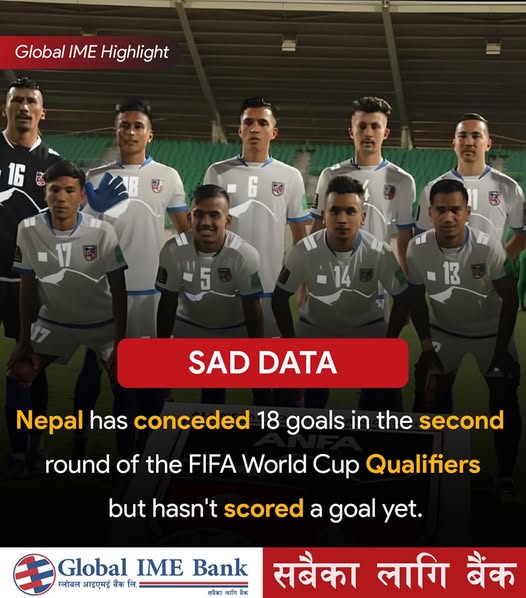 Global IME Highlight
16
18
6
17
5
14
13
17
SAD DATA
ANFA
Nepal has conceded 18 goals in the second
round of the FIFA World Cup Qualifiers
but hasn't scored a goal yet.
Global IME Bank
ग्लोबल आइएमई बैंक लि.
सबैका लागि बैंक
सबैका लागि बैंक